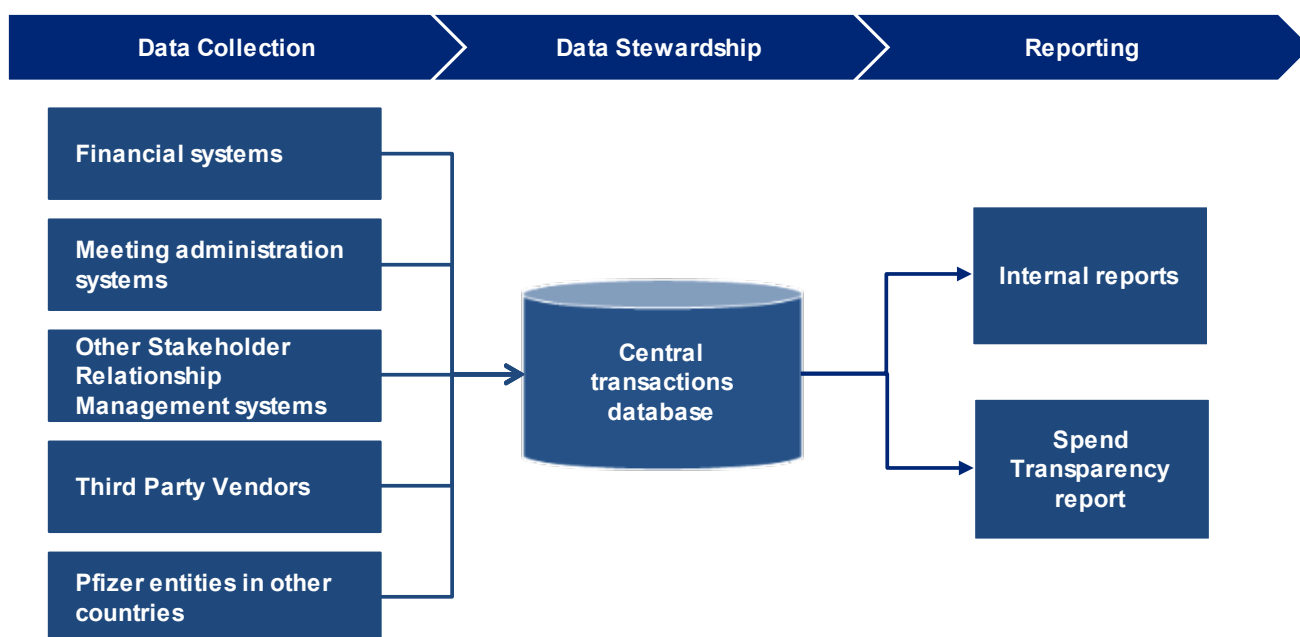 Data Collection
Data Stewardship
Reporting
Financial systems
Meeting administration
systems
Other Stakeholder
Relationship
Management systems
Third Party Vendors
Pfizer entities in other
countries
Central
transactions
database
Internal reports
Spend
Transparency
report